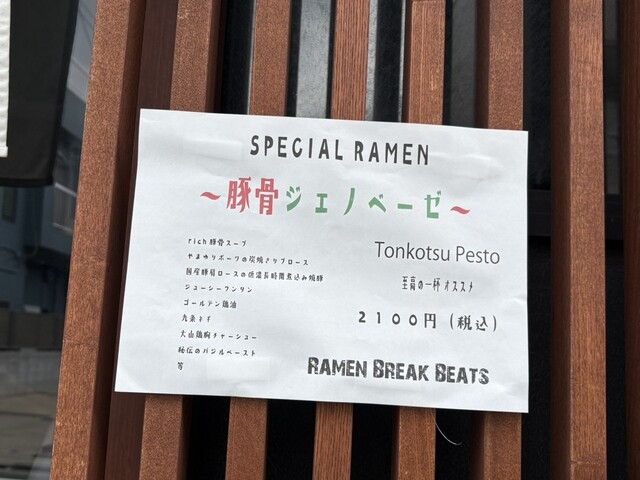 SPECIAL RAMEN
～豚骨ジェノベーゼ～
rich豚骨スープ
やまゆりポークの炭焼きリブロース
国産豚肩ロースの低温長時間煮込み焼豚
ジューシーワンタン
ゴールデン鶏油
九条ネギ
大山鶏胸チャーシュー
秘伝のバジルペースト
等
Tonkotsu Pesto
至高の一杯オススメ
2100円（税込）
RAMEN BREAK BEATS